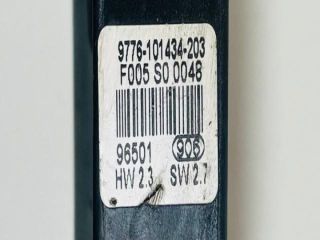 9776-101434-203
F005 S0 0048
96501 906
HW 2.3 SW 2.7